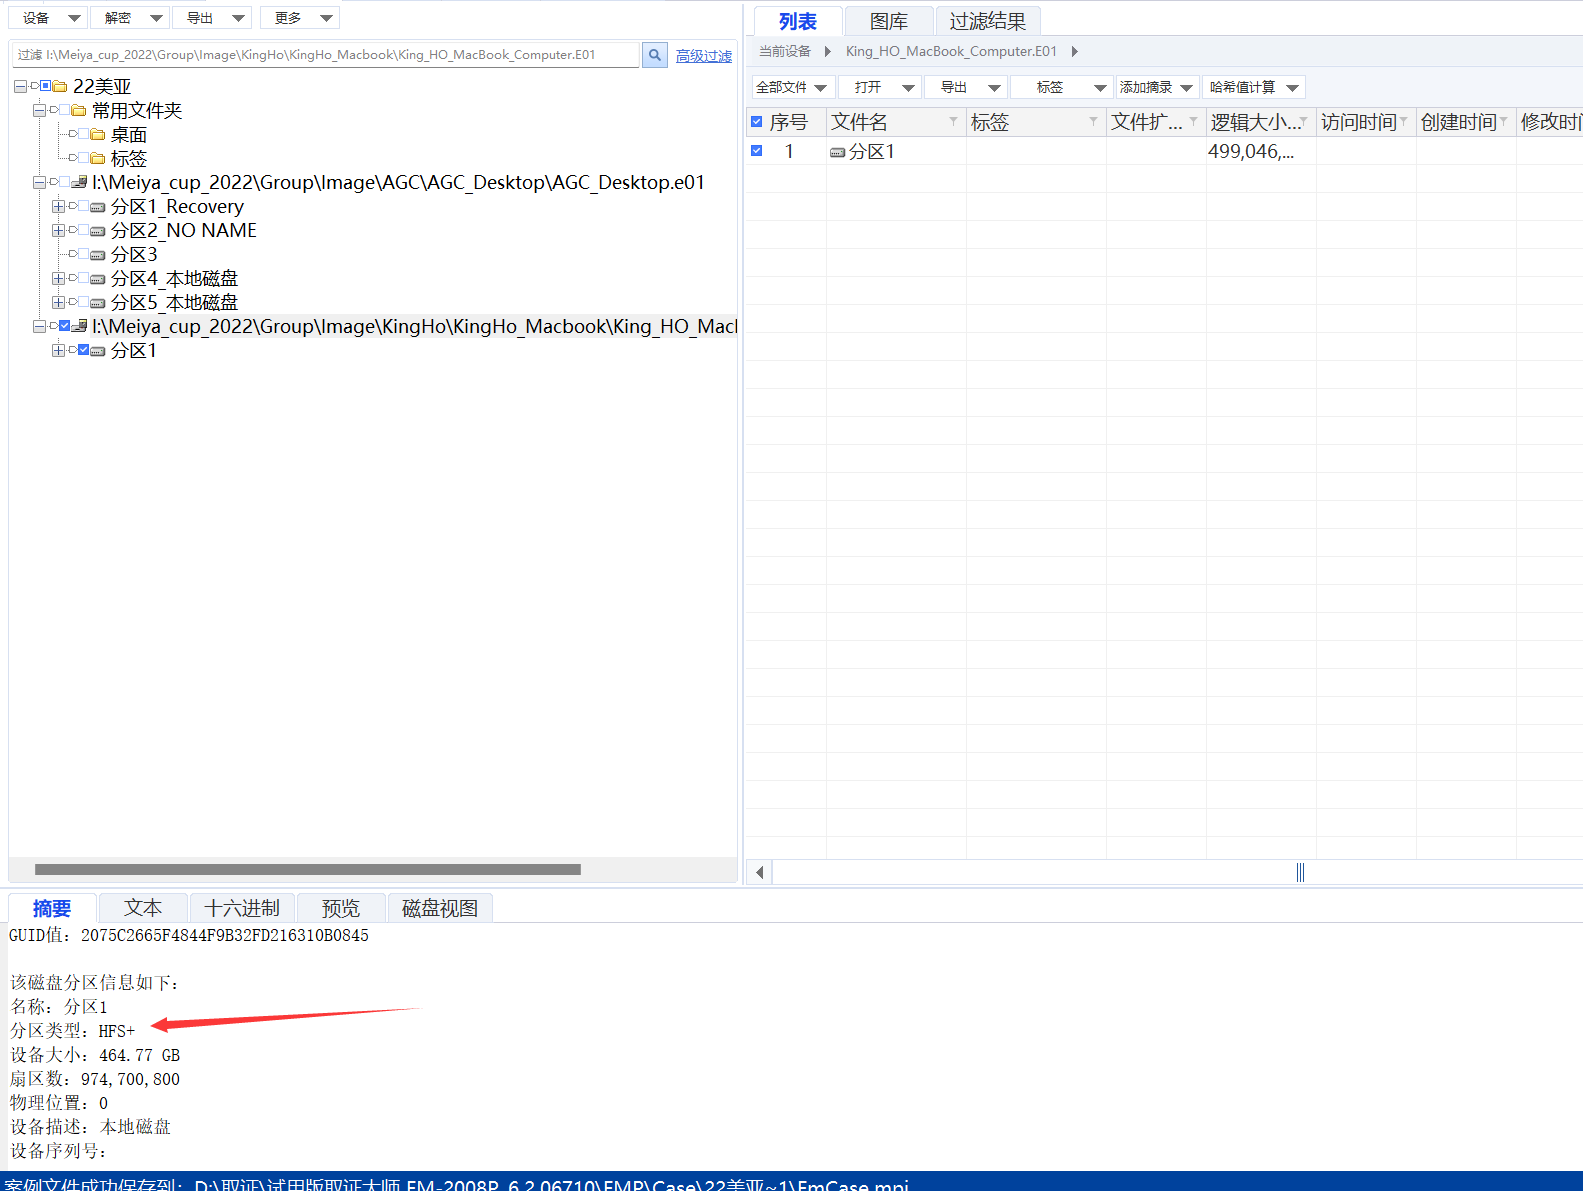 设备 解密 导出 更多
过滤 I:\Meiya_cup_2022\Group\Image\KingHo\KingHo_Macbook\King_HO_MacBook_Computer.E01 高级过滤
22美亚
常用文件夹
桌面
标签
I:\Meiya_cup_2022\Group\Image\AGC\AGC_Desktop\AGC_Desktop.e01
分区1_Recovery
分区2_NO NAME
分区3
分区4_本地磁盘
分区5_本地磁盘
I:\Meiya_cup_2022\Group\Image\KingHo\KingHo_Macbook\King_HO_Mac
分区1
列表 图库 过滤结果
当前设备 King_HO_MacBook_Computer.E01
全部文件 打开 导出 标签 添加摘录 哈希值计算
序号 文件名 标签 文件扩... 逻辑大小... 访问时间 创建时间 修改时间
1 分区1 499,046,...
摘要 文本 十六进制 预览 磁盘视图
GUID值: 2075C2665F4844F9B32FD216310B0845
该磁盘分区信息如下:
名称: 分区1
分区类型: HFS+
设备大小: 464.77 GB
扇区数: 974,700,800
物理位置: 0
设备描述: 本地磁盘
设备序列号:
案例文件成功保存到: D:\取证\试用版取证大师 FM-2008P_6.2.06710\FMP\Case\22美亚~1\FmCase.mpj